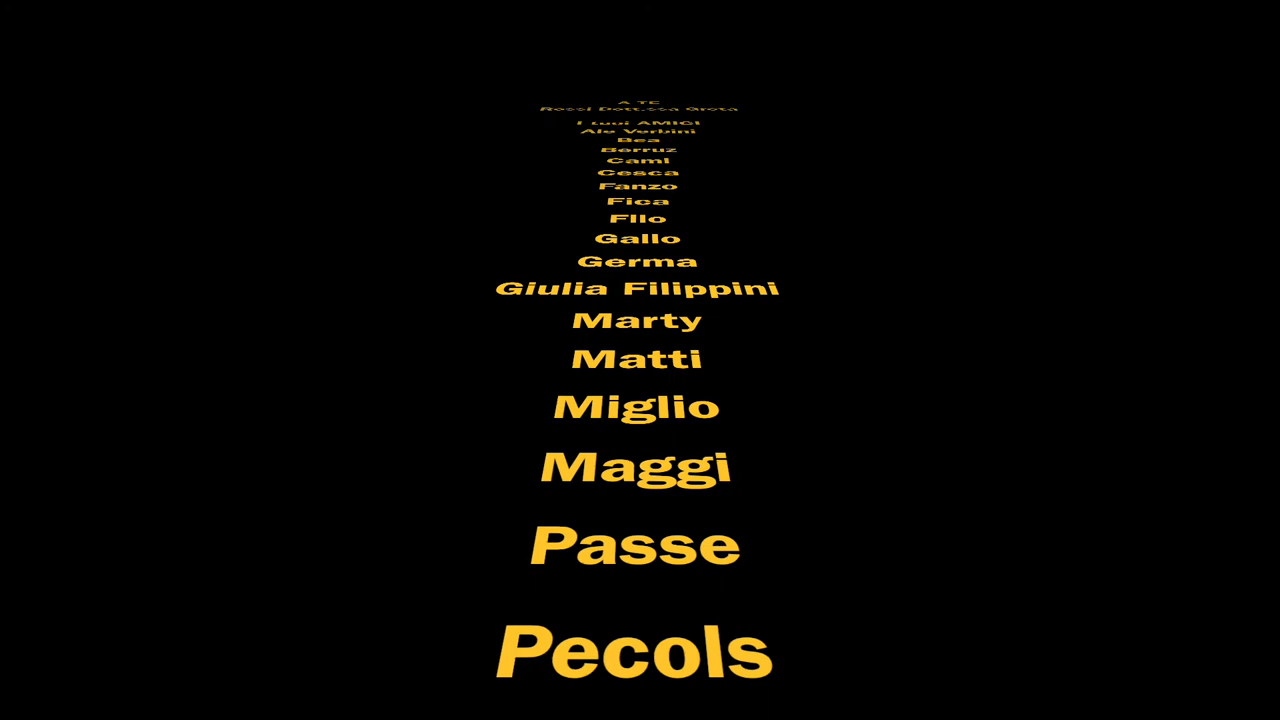 A TE
Rossi Dott.ssa Greta
I tuoi AMICI
Ale Verbini
Bea
Berruz
Cami
Cesca
Fanzo
Fica
Filo
Gallo
Germa
Giulia Filippini
Marty
Matti
Miglio
Maggi
Passe
Pecols